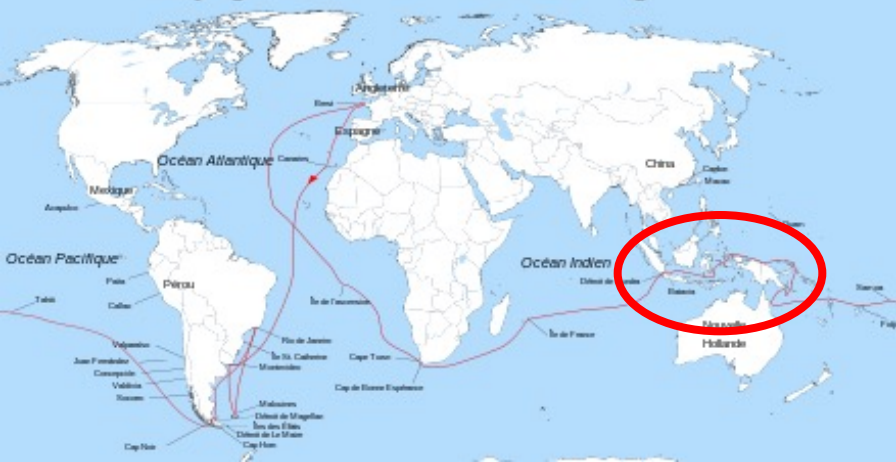 Angleterre
Brest
Espagne
Océan Atlantique
Canaries
China
Canton
Macao
Mexique
Acapulco
Océan Pacifique
Océan Indien
Détroit de
Batavia
Païta
Pérou
Callao
Tahiti
Île de l'ascension
Île de France
Samoa
Nouvelle
Hollande
Rio de Janeiro
Valparaiso
Juan Fernández
Île St. Catherine
Montevideo
Concepción
Valdivia
Cape Town
Cap de Bonne Espérance
Malouines
Détroit de Magellan
Îles des États
Détroit de Le Maire
Cap Noir
Cap Horn